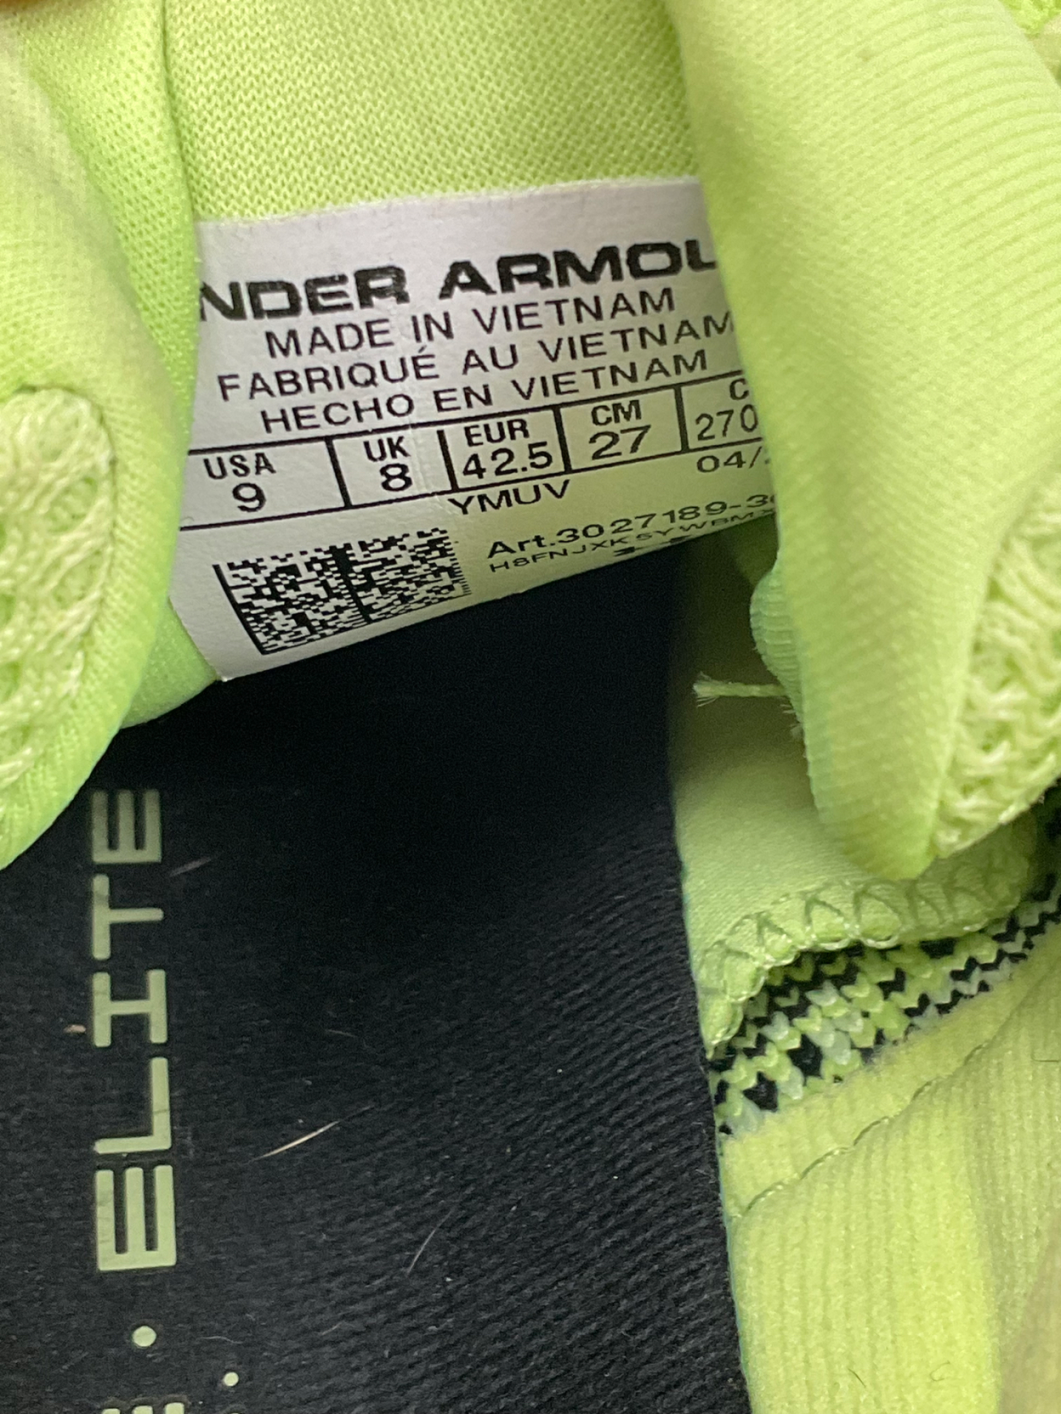 NDER ARMOU
MADE IN VIETNAM
FABRIQUÉ AU VIETNAM
HECHO EN VIETNAM
USA UK EUR CM C
9 8 42.5 27 270
YMUV 04/
Art.3027189-3
H8FNJXK5YWBM
ELITE